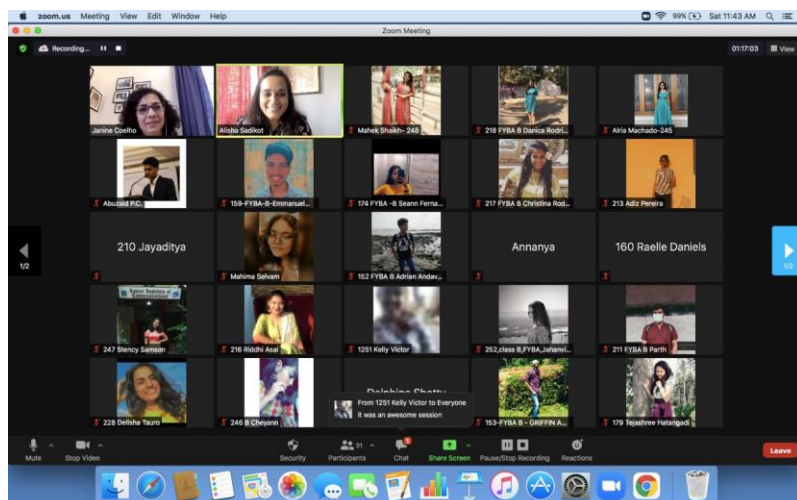 zoom.us Meeting View Edit Window Help
99% Sat 11:43 AM
Zoom Meeting
Recording...
01:17:03 View
Janine Coelho
Alisha Sadikot
Mahek Shaikh- 248
218 FYBA B Danica Rodri...
Alria Machado-245
Abuzaid P.C.
159-FYBA-B-Emmanuel...
174 FYBA -B Seann Ferna...
217 FYBA B Christina Rod...
213 Adiz Pereira
210 Jayaditya
Mahima Selvam
152 FYBA B Adrian Andav...
Annanya
160 Raelle Daniels
1/2
1/2
247 Stency Samson
216 Riddhi Asai
1251 Kelly Victor
252,class B,FYBA,Jahanvi...
211 FYBA B Parth
228 Delisha Tauro
246 B Cheyann
From 1251 Kelly Victor to Everyone
it was an awesome session
153-FYBA B - GRIFFIN A...
179 Tejashree Hatangadi
Mute
Stop Video
Security
Participants 31
Chat 1
Share Screen
Pause/Stop Recording
Reactions
Leave